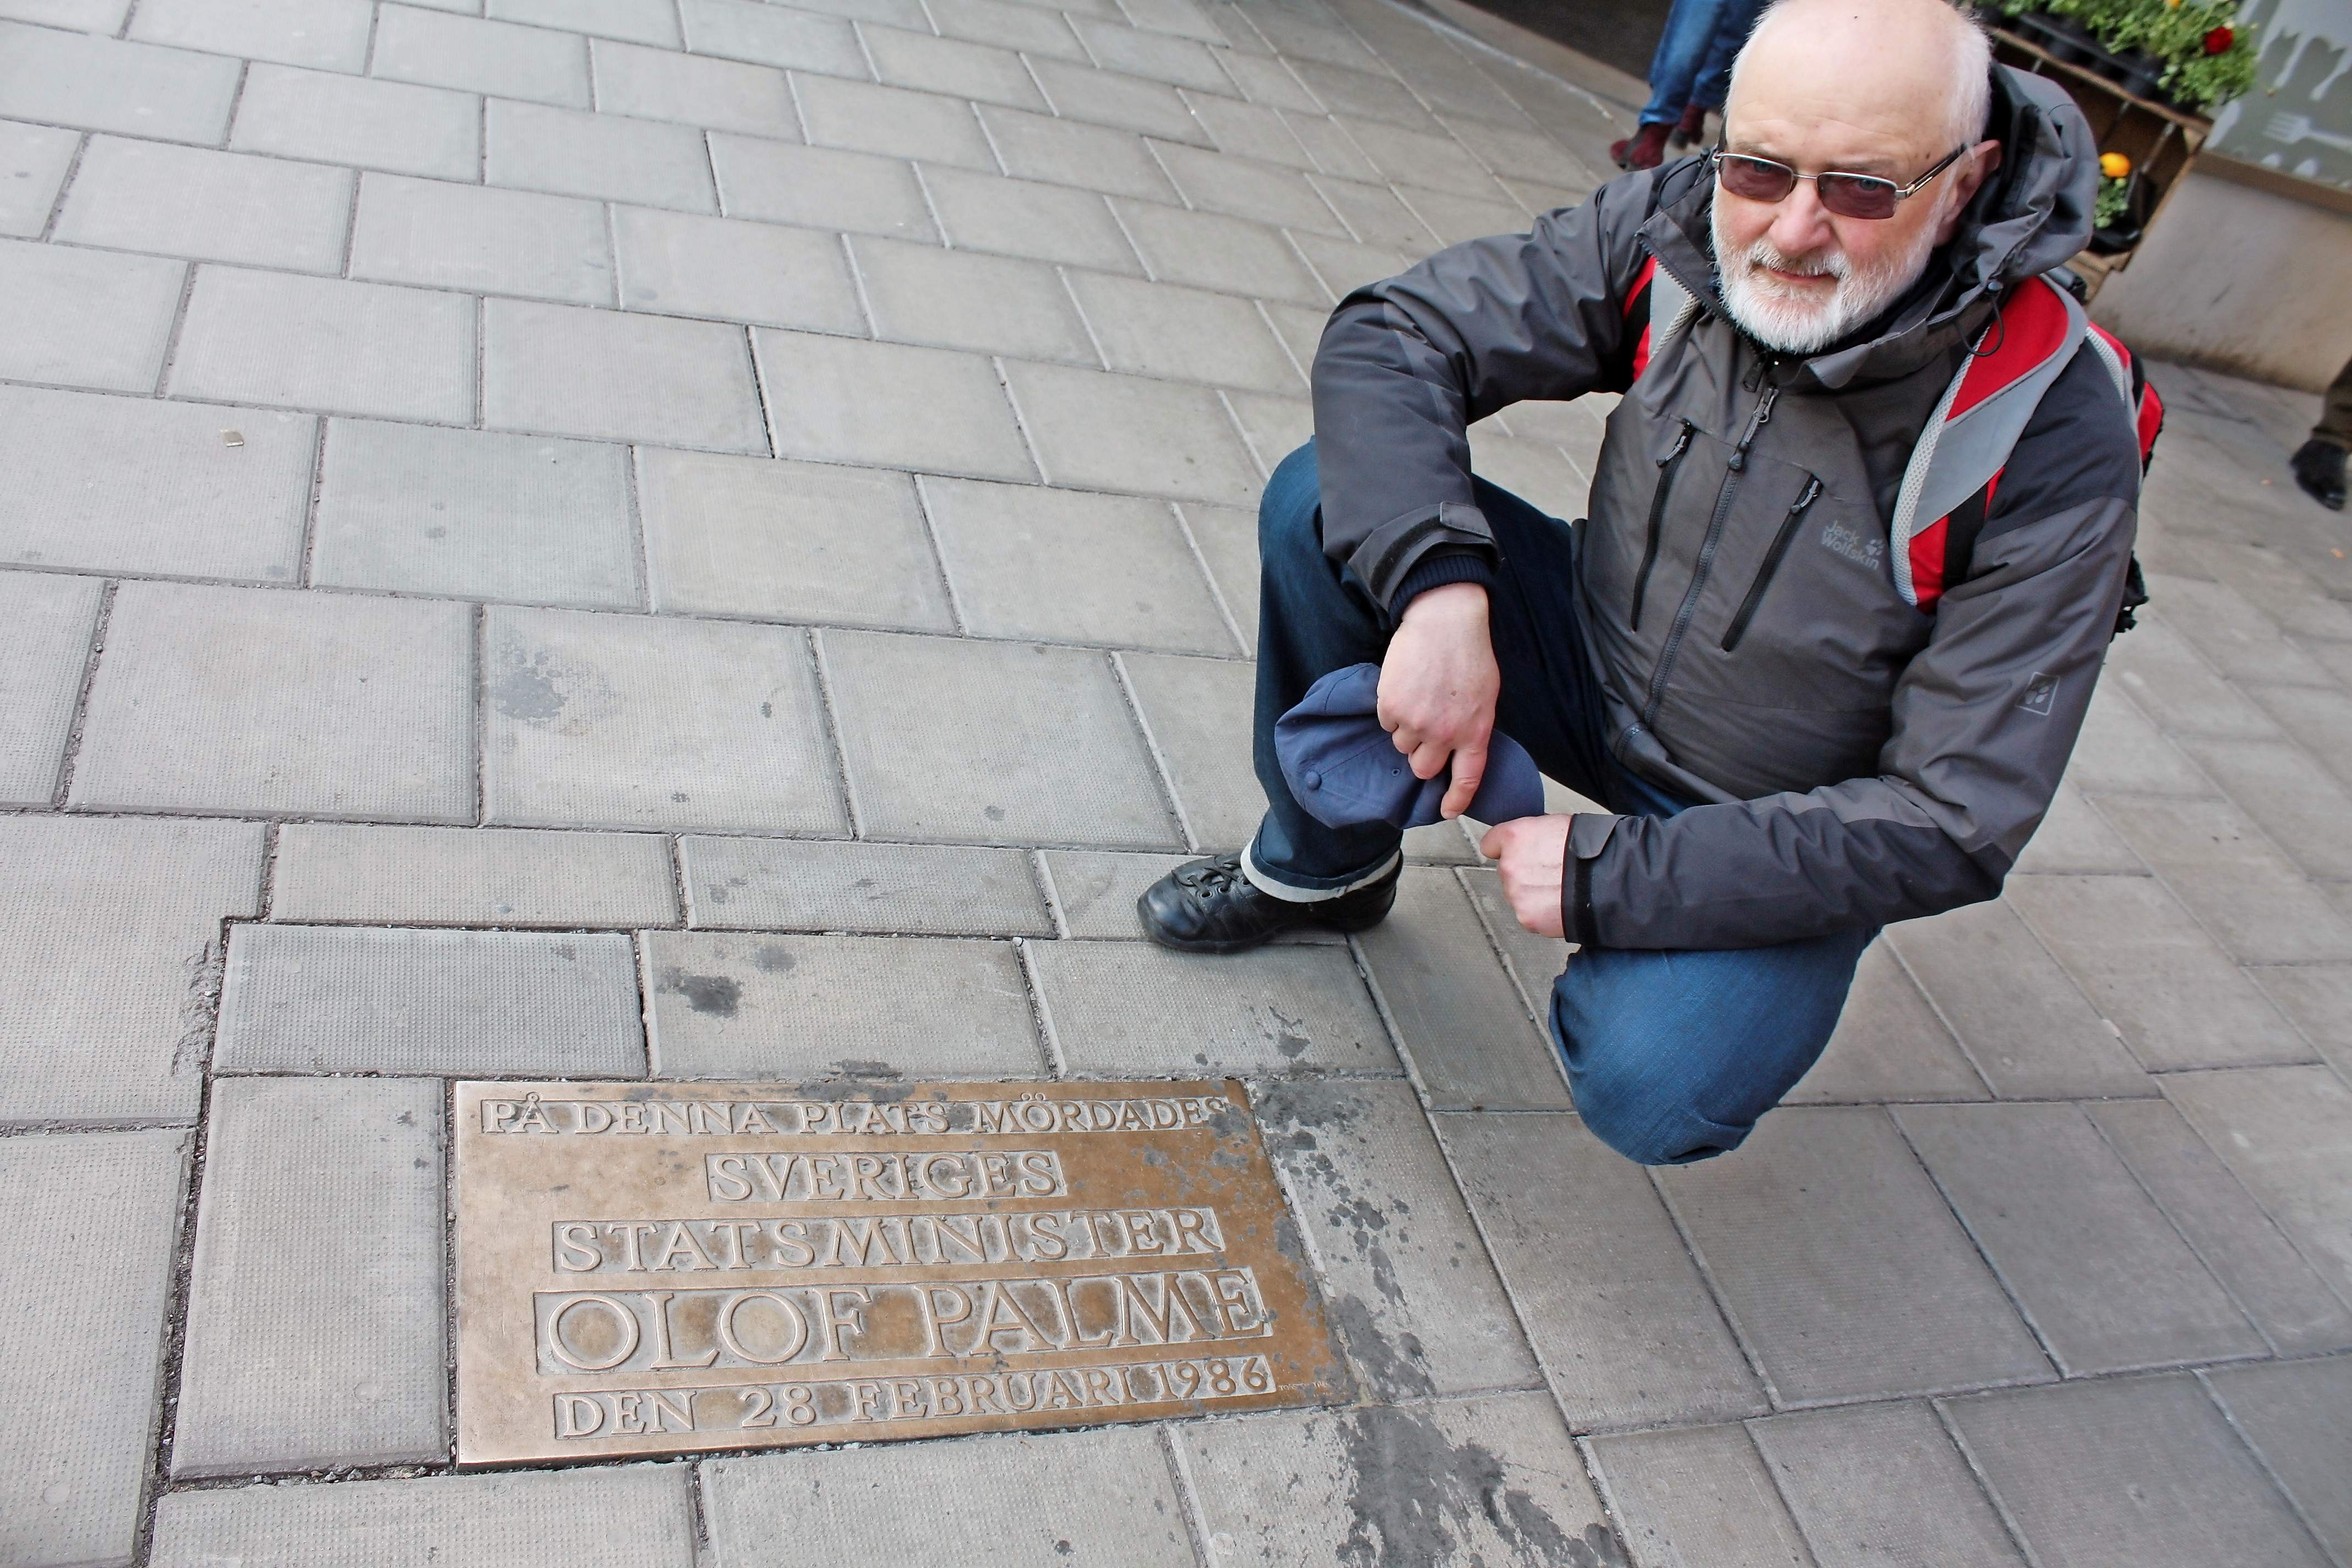 Jack
Wolfskin
PÅ DENNA PLATS MÖRDADES
SVERIGES
STATSMINISTER
OLOF PALME
DEN 28 FEBRUARI 1986